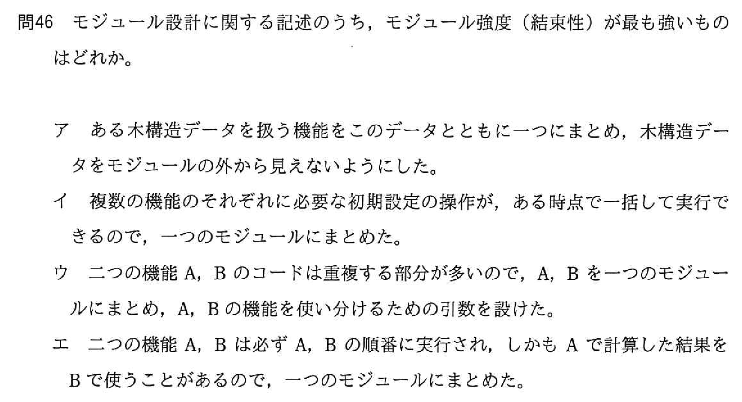 問46 モジュール設計に関する記述のうち，モジュール強度（結束性）が最も強いもの
はどれか。
ア ある木構造データを扱う機能をこのデータとともに一つにまとめ，木構造デー
タをモジュールの外から見えないようにした。
イ 複数の機能のそれぞれに必要な初期設定の操作が，ある時点で一括して実行で
きるので，一つのモジュールにまとめた。
ウ 二つの機能 A，B のコードは重複する部分が多いので，A，B を一つのモジュー
ルにまとめ，A，B の機能を使い分けるための引数を設けた。
エ 二つの機能 A，B は必ず A，B の順番に実行され，しかも A で計算した結果を
B で使うことがあるので，一つのモジュールにまとめた。